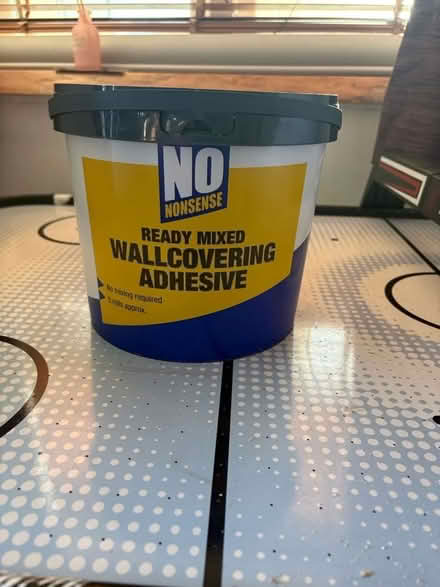 NO
NONSENSE
READY MIXED
WALLCOVERING
ADHESIVE
No mixing required
5 rolls approx.